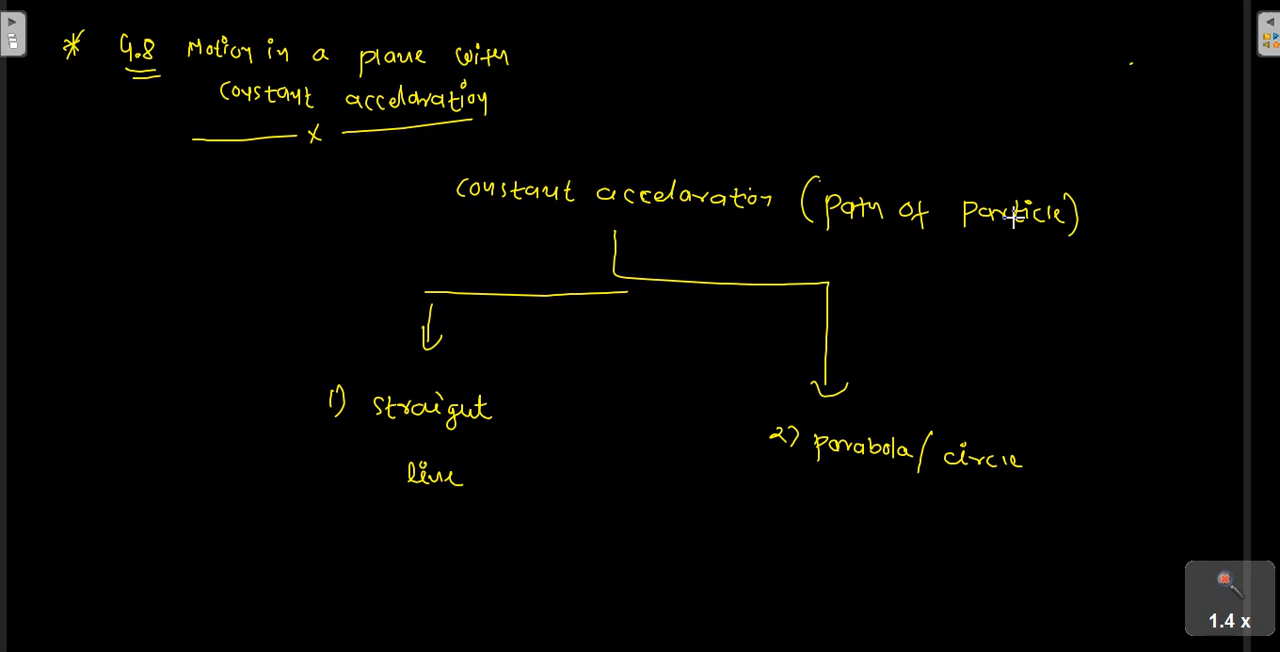 * 4.8 Motion in a plane with
constant accelaration
x
constant accelaration (path of particle)
1) straight
line
2) parabola/ circle
1.4 x